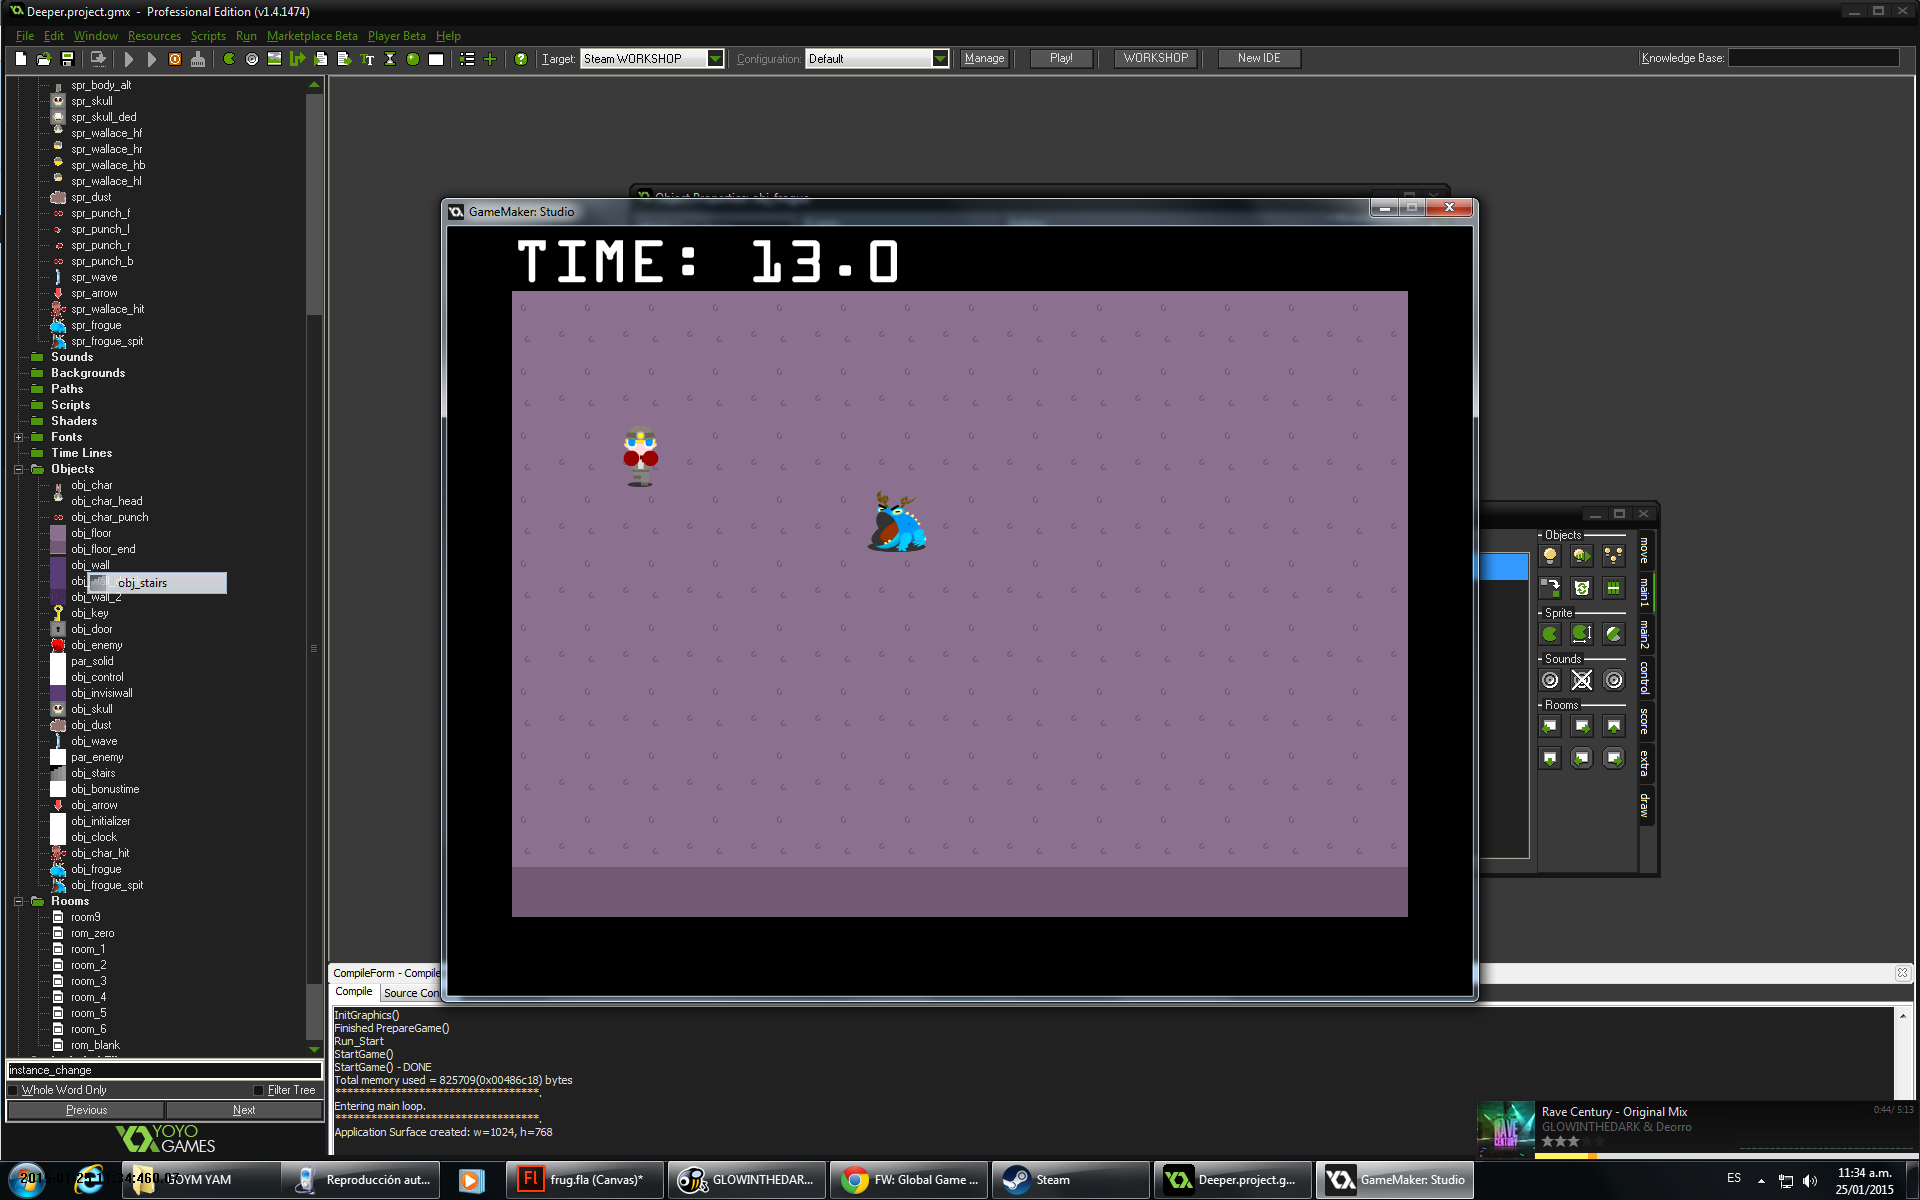 Deeper.project.gmx - Professional Edition (v1.4.1474)
File Edit Window Resources Scripts Run Marketplace Beta Player Beta Help
Target: Steam WORKSHOP Configuration: Default Manage Play! WORKSHOP New IDE Knowledge Base:
spr_body_alt
spr_skull
spr_skull_ded
spr_wallace_hf
spr_wallace_hr
spr_wallace_hb
spr_wallace_hl
spr_dust
spr_punch_f
spr_punch_l
spr_punch_r
spr_punch_b
spr_wave
spr_arrow
spr_wallace_hit
spr_frogue
spr_frogue_spit
Sounds
Backgrounds
Paths
Scripts
Shaders
Fonts
Time Lines
Objects
obj_char
obj_char_head
obj_char_punch
obj_floor
obj_floor_end
obj_wall
obj_stairs
obj_wall_2
obj_key
obj_door
obj_enemy
par_solid
obj_control
obj_invisiwall
obj_skull
obj_dust
obj_wave
par_enemy
obj_stairs
obj_bonustime
obj_arrow
obj_initializer
obj_clock
obj_char_hit
obj_frogue
obj_frogue_spit
Rooms
room9
rom_zero
room_1
room_2
room_3
room_4
room_5
room_6
rom_blank
instance_change
Whole Word Only Filter Tree
Previous Next
YOYO GAMES
Object Properties: obj_frogue
GameMaker: Studio
TIME: 13.0
Objects
Sprite
Sounds
Rooms
move
main1
main2
control
score
extra
draw
CompileForm - Compile
Compile Source Con
InitGraphics()
Finished PrepareGame()
Run_Start
StartGame()
StartGame() - DONE
Total memory used = 825709(0x00486c18) bytes
***********************************.
Entering main loop.
***********************************.
Application Surface created: w=1024, h=768
Rave Century - Original Mix 0:44/ 5:13
GLOWINTHEDARK & Deorro
RAVE CENTURY
YOYM YAM
Reproducción aut...
frug.fla (Canvas)*
GLOWINTHEDAR...
FW: Global Game ...
Steam
Deeper.project.g...
GameMaker: Studio
ES
11:34 a.m.
25/01/2015